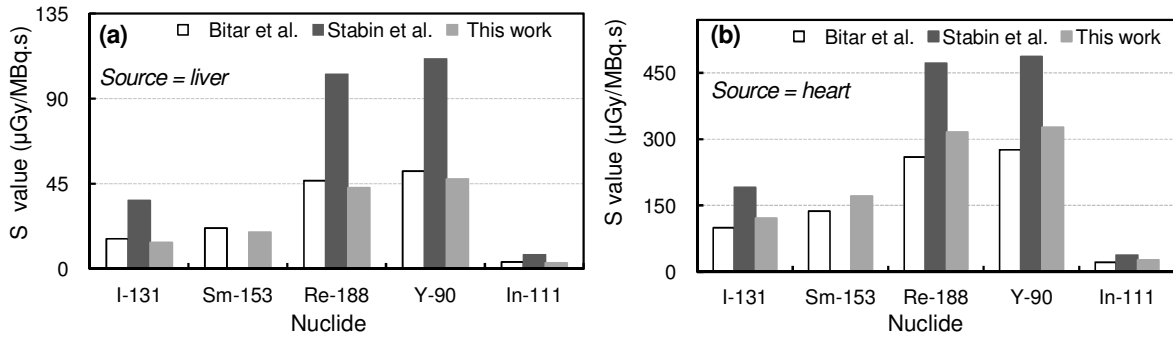 (a)
Bitar et al. Stabin et al. This work
Source = liver
S value (μGy/MBq.s)
135
90
45
0
I-131 Sm-153 Re-188 Y-90 In-111
Nuclide
(b)
Bitar et al. Stabin et al. This work
Source = heart
S value (μGy/MBq.s)
450
300
150
0
I-131 Sm-153 Re-188 Y-90 In-111
Nuclide